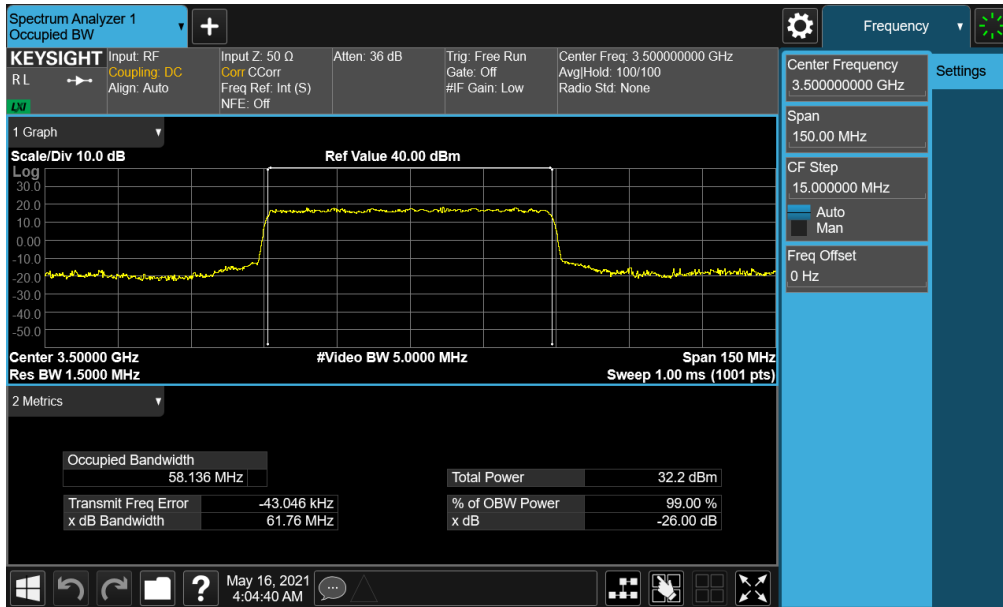 Spectrum Analyzer 1
Occupied BW
+
Frequency
KEYSIGHT
R L
LXI
Input: RF
Coupling: DC
Align: Auto
Input Z: 50 Ω
Corr CCorr
Freq Ref: Int (S)
NFE: Off
Atten: 36 dB
Trig: Free Run
Gate: Off
#IF Gain: Low
Center Freq: 3.500000000 GHz
Avg|Hold: 100/100
Radio Std: None
Center Frequency
3.500000000 GHz
Settings
Span
150.00 MHz
CF Step
15.000000 MHz
Auto
Man
Freq Offset
0 Hz
1 Graph
Scale/Div 10.0 dB
Ref Value 40.00 dBm
Log
30.0
20.0
10.0
0.00
-10.0
-20.0
-30.0
-40.0
-50.0
Center 3.50000 GHz
#Video BW 5.0000 MHz
Span 150 MHz
Res BW 1.5000 MHz
Sweep 1.00 ms (1001 pts)
2 Metrics
Occupied Bandwidth
58.136 MHz
Total Power 32.2 dBm
Transmit Freq Error -43.046 kHz
% of OBW Power 99.00 %
x dB Bandwidth 61.76 MHz
x dB -26.00 dB
?
May 16, 2021
4:04:40 AM